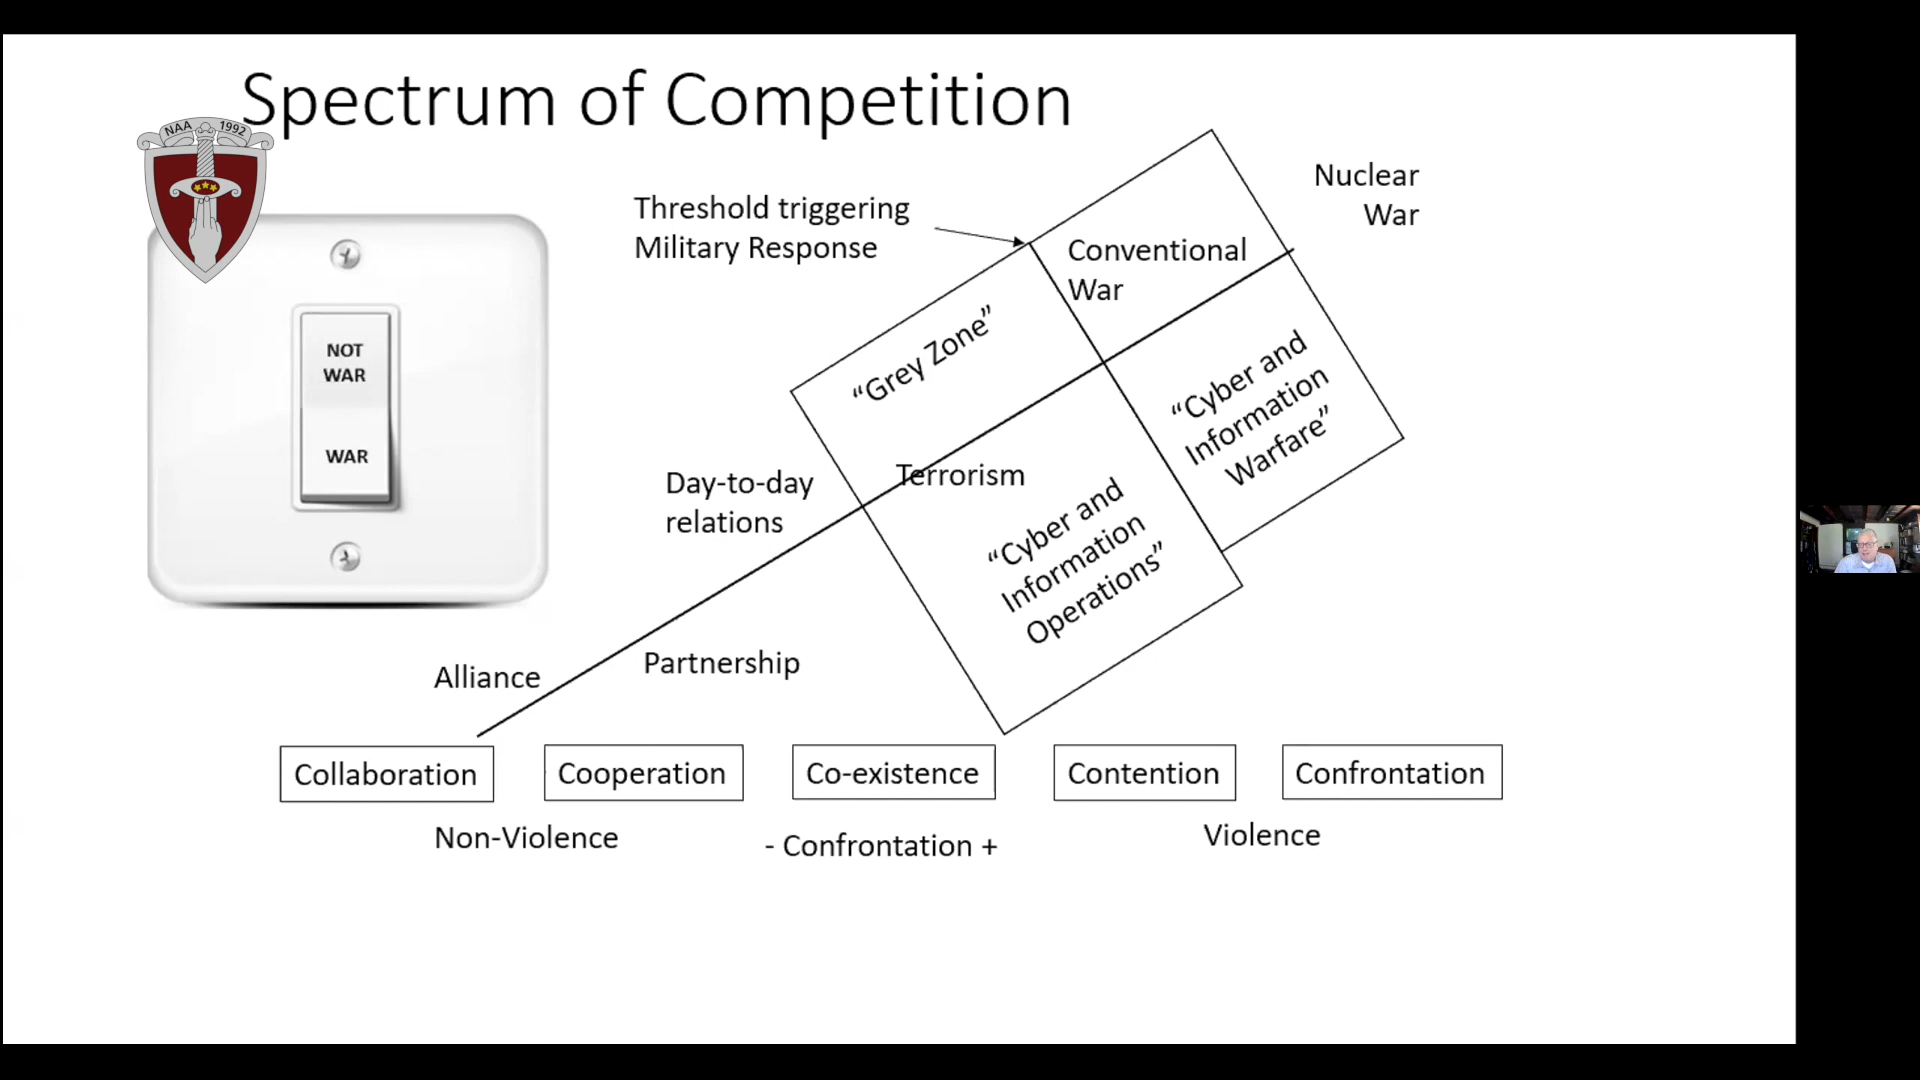 Spectrum of Competition
NAA 1992
NOT
WAR
WAR
Threshold triggering
Military Response
Nuclear
War
Conventional
War
“Grey Zone”
“Cyber and
Information
Warfare”
Day-to-day
relations
Terrorism
“Cyber and
Information
Operations”
Alliance
Partnership
Collaboration
Cooperation
Co-existence
Contention
Confrontation
Non-Violence
- Confrontation +
Violence